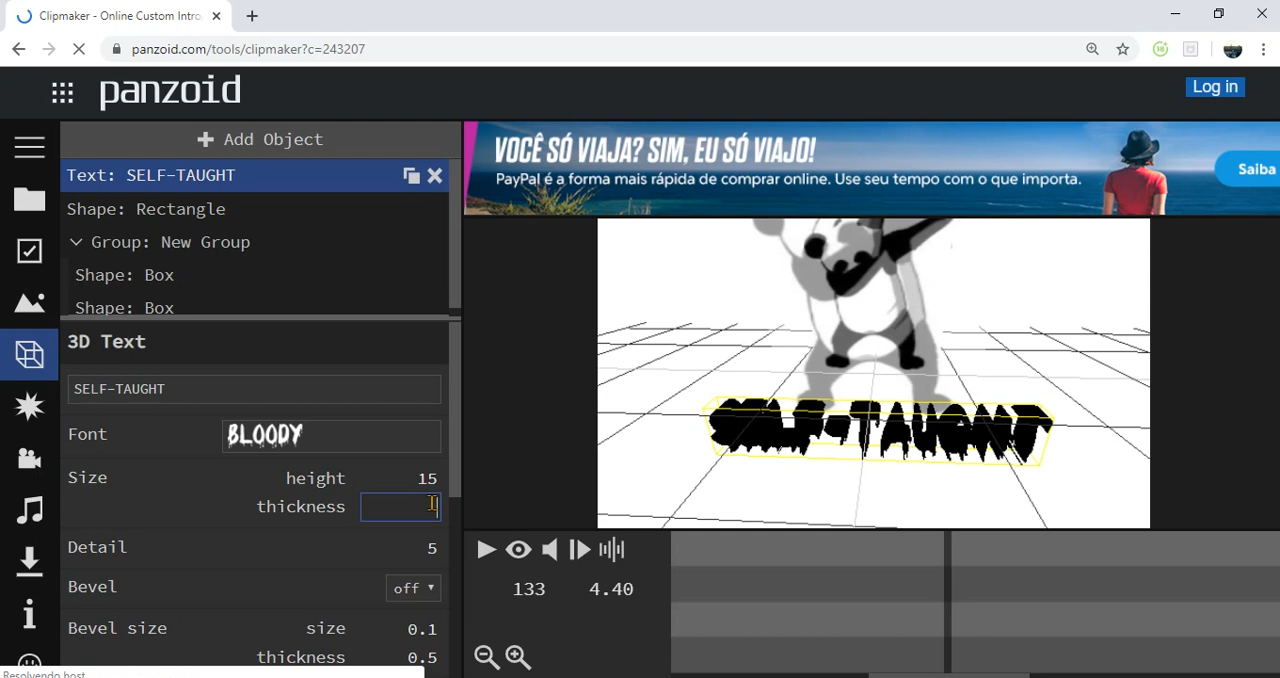 Clipmaker - Online Custom Intro
panzoid.com/tools/clipmaker?c=243207
18
panzoid
Log in
Add Object
Text: SELF-TAUGHT
Shape: Rectangle
Group: New Group
Shape: Box
Shape: Box
VOCÊ SÓ VIAJA? SIM, EU SÓ VIAJO!
PayPal é a forma mais rápida de comprar online. Use seu tempo com o que importa.
Saiba
3D Text
SELF-TAUGHT
Font BLOODY
Size height 15
thickness
Detail 5
Bevel off
Bevel size size 0.1
thickness 0.5
SELF-TAUGHT
133 4.40
Resolvendo host